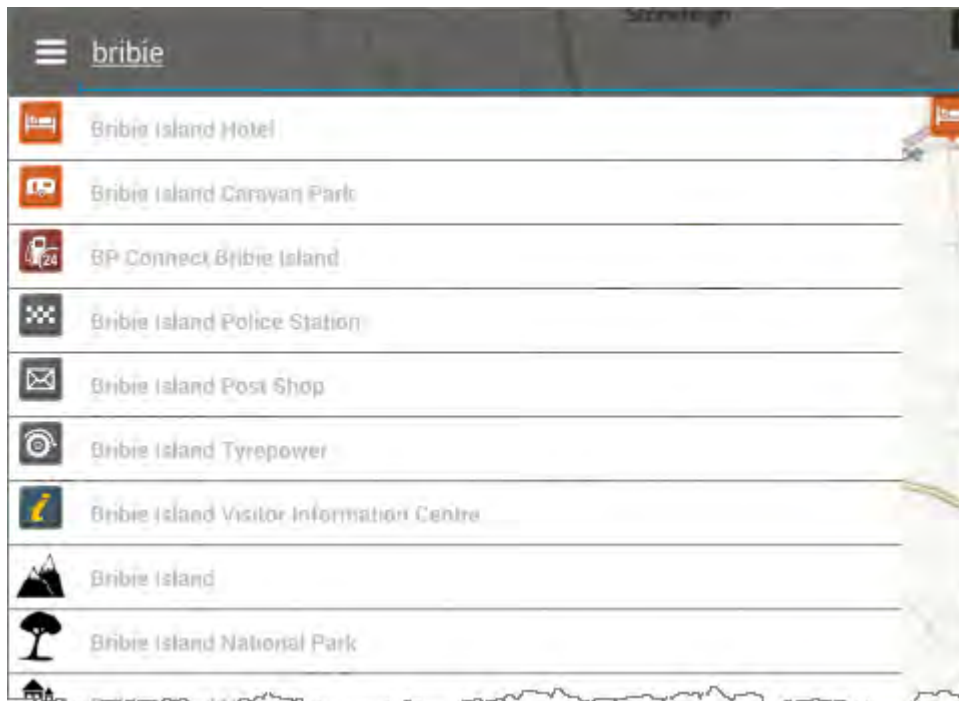 bribie
Bribie Island Hotel
Bribie Island Caravan Park
24
BP Connect Bribie Island
Bribie Island Police Station
Bribie Island Post Shop
Bribie Island Tyrepower
i
Bribie Island Visitor Information Centre
Bribie Island
Bribie Island National Park